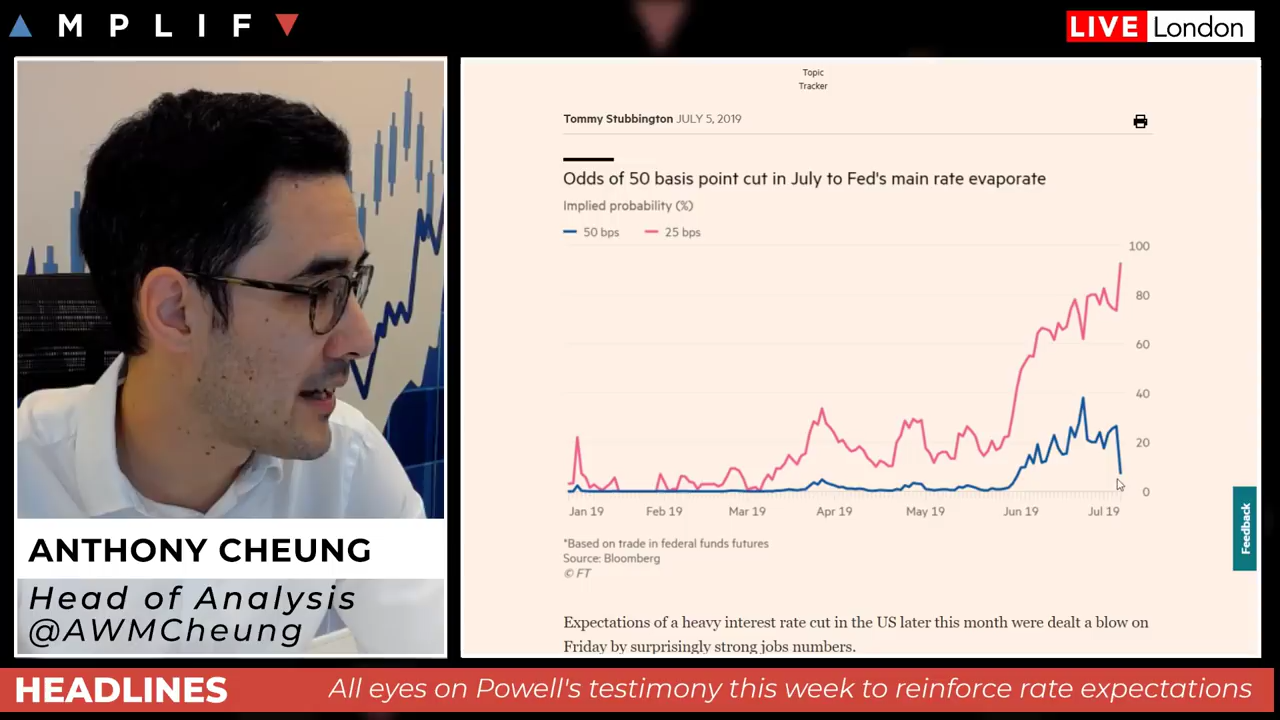 MPLIF
LIVE London
Topic
Tracker
Tommy Stubbington JULY 5, 2019
Odds of 50 basis point cut in July to Fed's main rate evaporate
Implied probability (%)
50 bps 25 bps
100
80
60
40
20
0
Jan 19 Feb 19 Mar 19 Apr 19 May 19 Jun 19 Jul 19
*Based on trade in federal funds futures
Source: Bloomberg
© FT
Feedback
Expectations of a heavy interest rate cut in the US later this month were dealt a blow on
Friday by surprisingly strong jobs numbers.
ANTHONY CHEUNG
Head of Analysis
@AWMCheung
HEADLINES All eyes on Powell's testimony this week to reinforce rate expectations